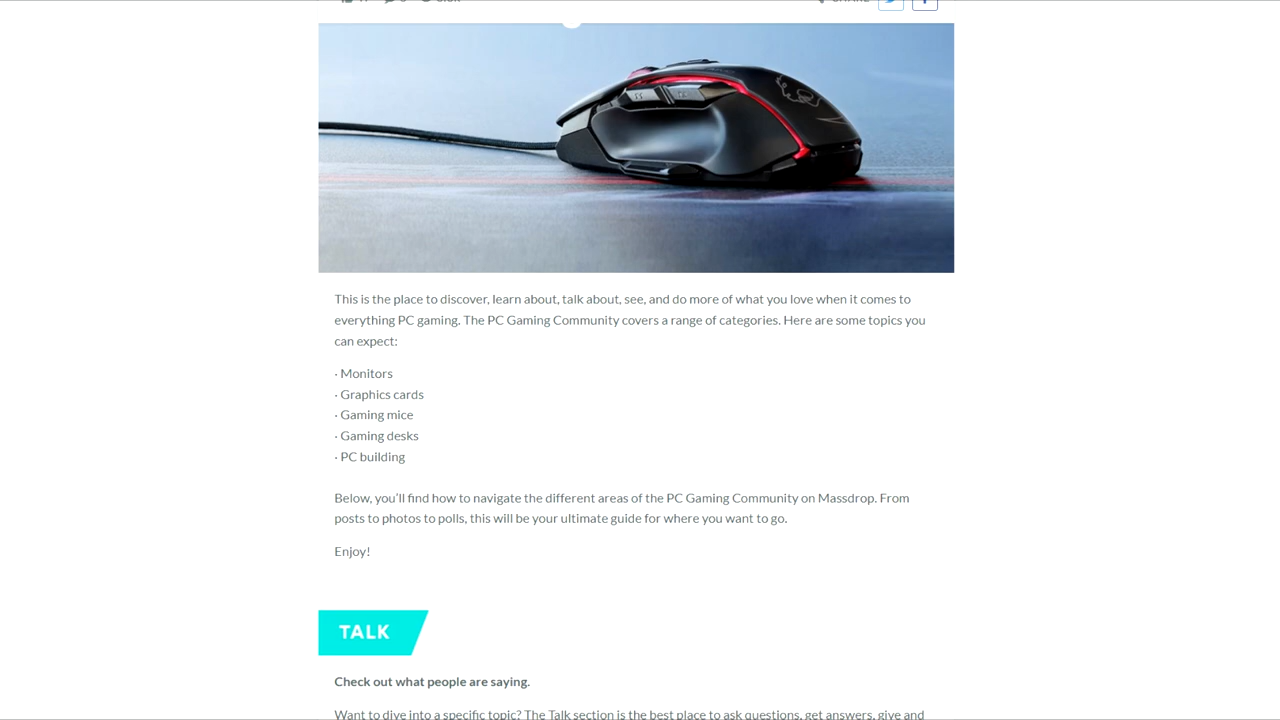 This is the place to discover, learn about, talk about, see, and do more of what you love when it comes to
everything PC gaming. The PC Gaming Community covers a range of categories. Here are some topics you
can expect:
· Monitors
· Graphics cards
· Gaming mice
· Gaming desks
· PC building
Below, you'll find how to navigate the different areas of the PC Gaming Community on Massdrop. From
posts to photos to polls, this will be your ultimate guide for where you want to go.
Enjoy!
TALK
Check out what people are saying.
Want to dive into a specific topic? The Talk section is the best place to ask questions, get answers, give and